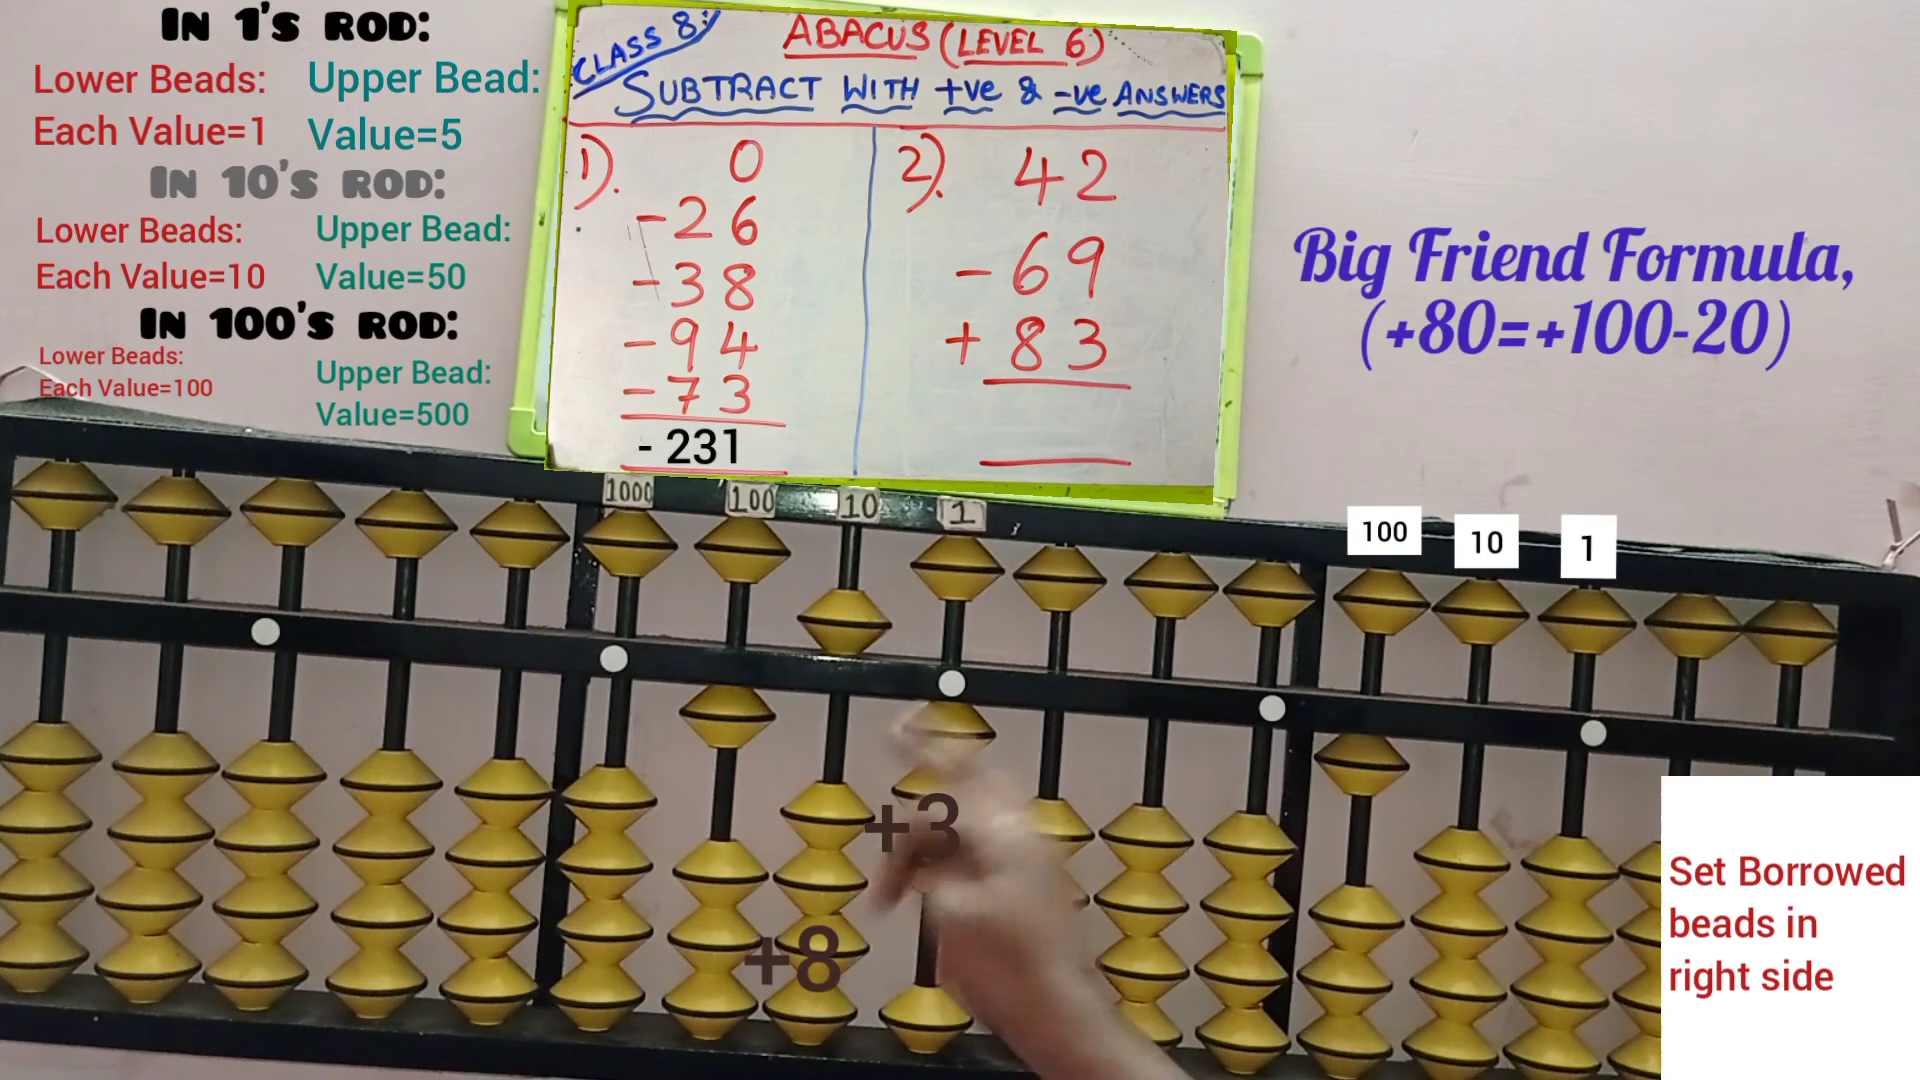 IN 1'S ROD:
Lower Beads: Upper Bead:
Each Value=1 Value=5
IN 10'S ROD:
Lower Beads: Upper Bead:
Each Value=10 Value=50
IN 100'S ROD:
Lower Beads:
Each Value=100
Upper Bead:
Value=500
CLASS 8:
ABACUS (LEVEL 6)
SUBTRACT WITH +ve & -ve ANSWERS
1). 0
-26
-38
-94
-73
- 231
2). 42
-69
+83
Big Friend Formula,
(+80=+100-20)
1000 100 10 1
100 10 1
+3
+8
Set Borrowed
beads in
right side